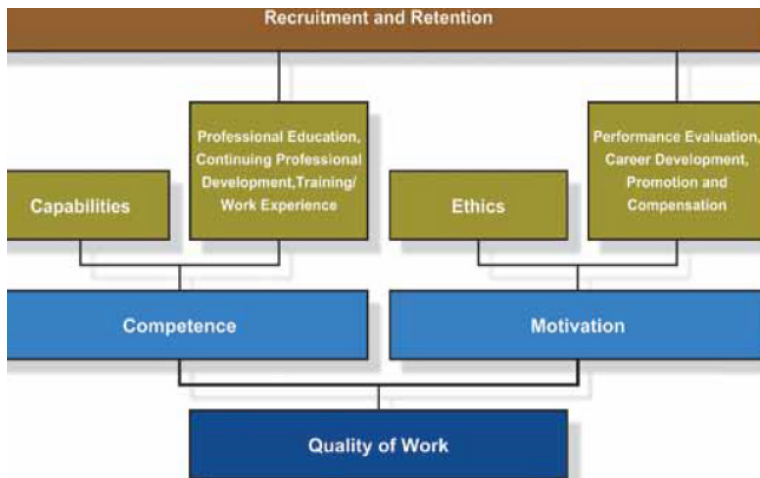 Recruitment and Retention
Professional Education,
Continuing Professional
Development,Training/
Work Experience
Performance Evaluation,
Career Development,
Promotion and
Compensation
Capabilities
Ethics
Competence
Motivation
Quality of Work